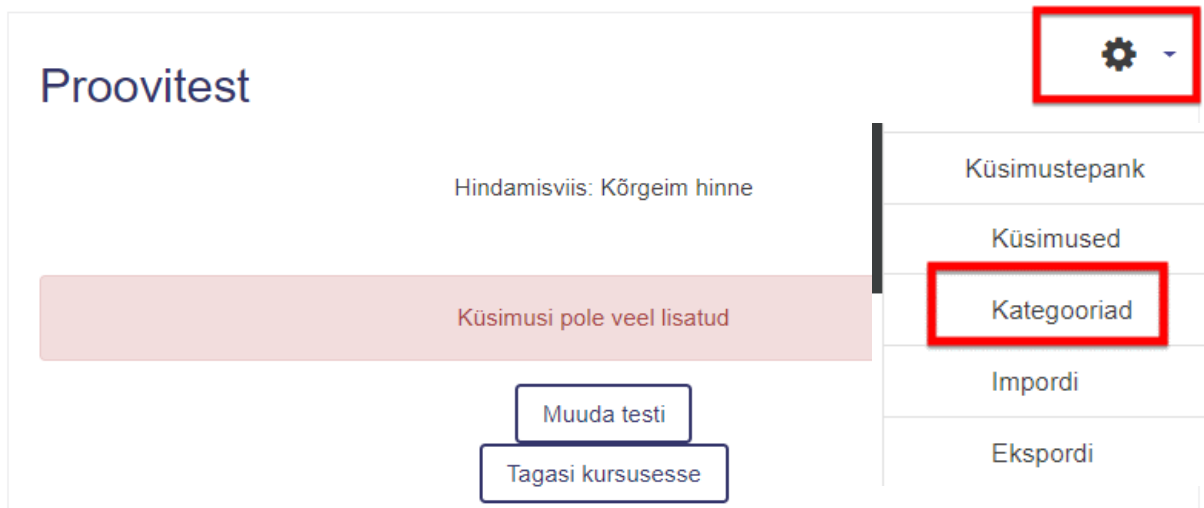 Proovitest
Hindamisviis: Kõrgeim hinne
Küsimusi pole veel lisatud
Muuda testi
Tagasi kursusesse
Küsimustepank
Küsimused
Kategooriad
Impordi
Ekspordi